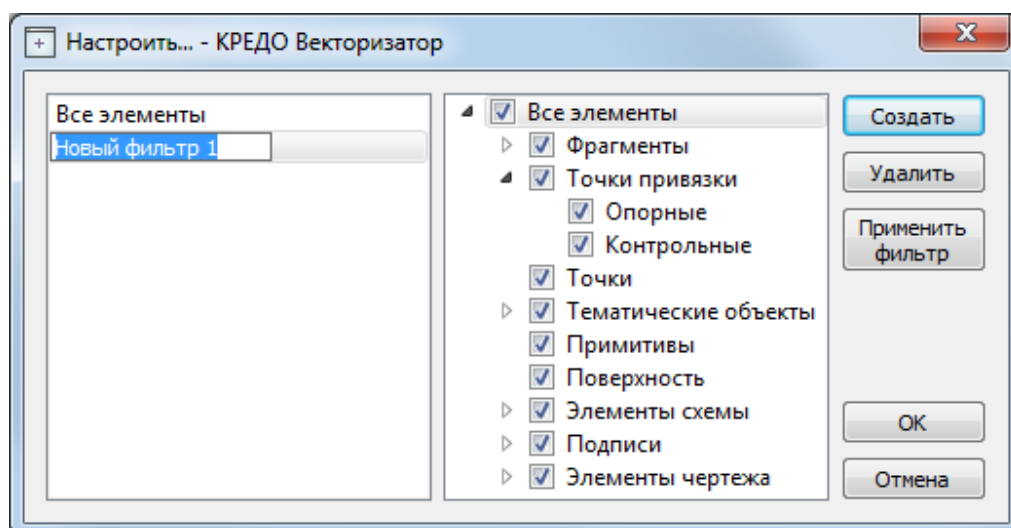 Настроить... - КРЕДО Векторизатор
Все элементы
Новый фильтр 1
Все элементы
Фрагменты
Точки привязки
Опорные
Контрольные
Точки
Тематические объекты
Примитивы
Поверхность
Элементы схемы
Подписи
Элементы чертежа
Создать
Удалить
Применить
фильтр
ОК
Отмена